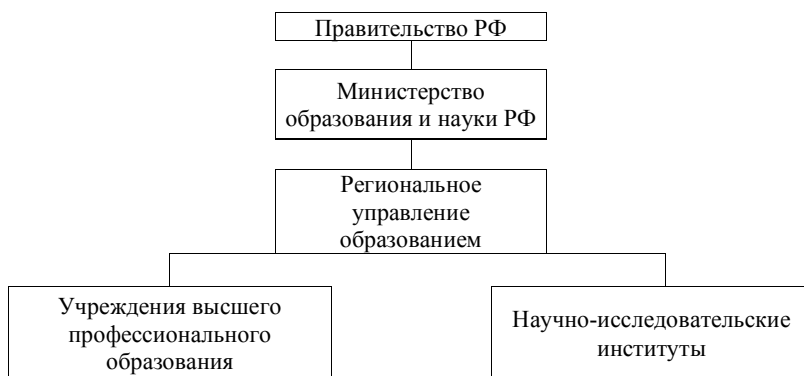 Правительство РФ
Министерство
образования и науки РФ
Региональное
управление
образованием
Учреждения высшего
профессионального
образования
Научно-исследовательские
институты